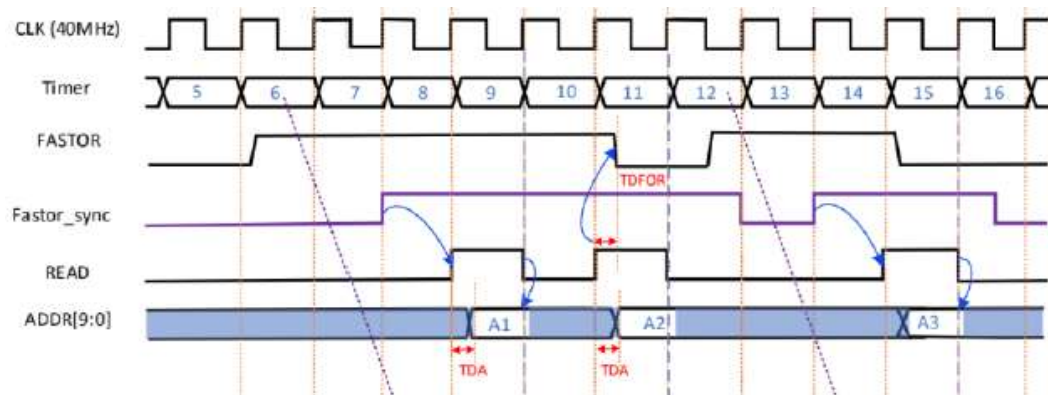 CLK (40MHz)
Timer 5 6 7 8 9 10 11 12 13 14 15 16
FASTOR
TDFOR
Fastor_sync
READ
ADDR[9:0] A1 A2 A3
TDA TDA